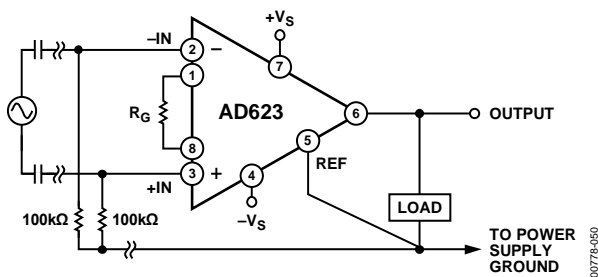 +VS
–IN
2
–
7
1
RG
AD623
6
OUTPUT
5
8
REF
3
+
4
+IN
–VS
LOAD
100kΩ
100kΩ
TO POWER
SUPPLY
GROUND
00778-050